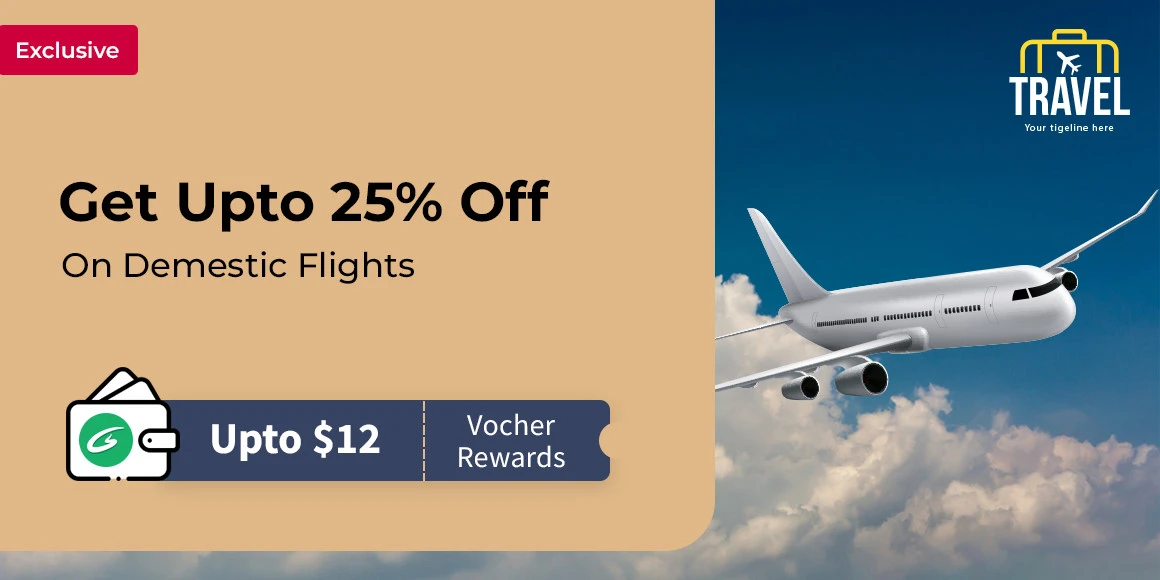 Exclusive
TRAVEL
Your tigeline here
Get Upto 25% Off
On Demestic Flights
Upto $12
Vocher
Rewards